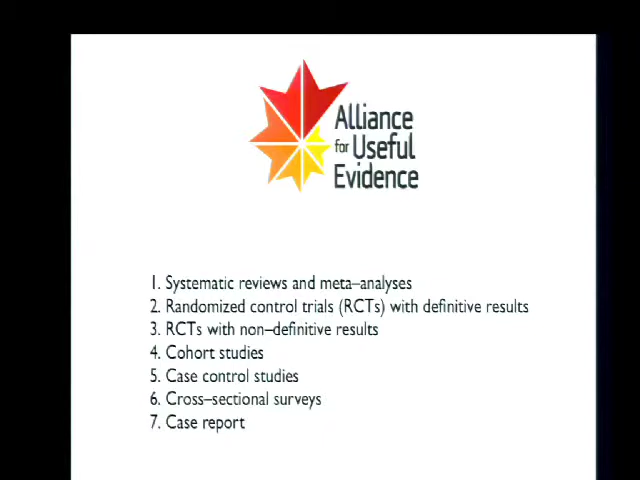 Alliance
for Useful
Evidence
1. Systematic reviews and meta–analyses
2. Randomized control trials (RCTs) with definitive results
3. RCTs with non–definitive results
4. Cohort studies
5. Case control studies
6. Cross–sectional surveys
7. Case report